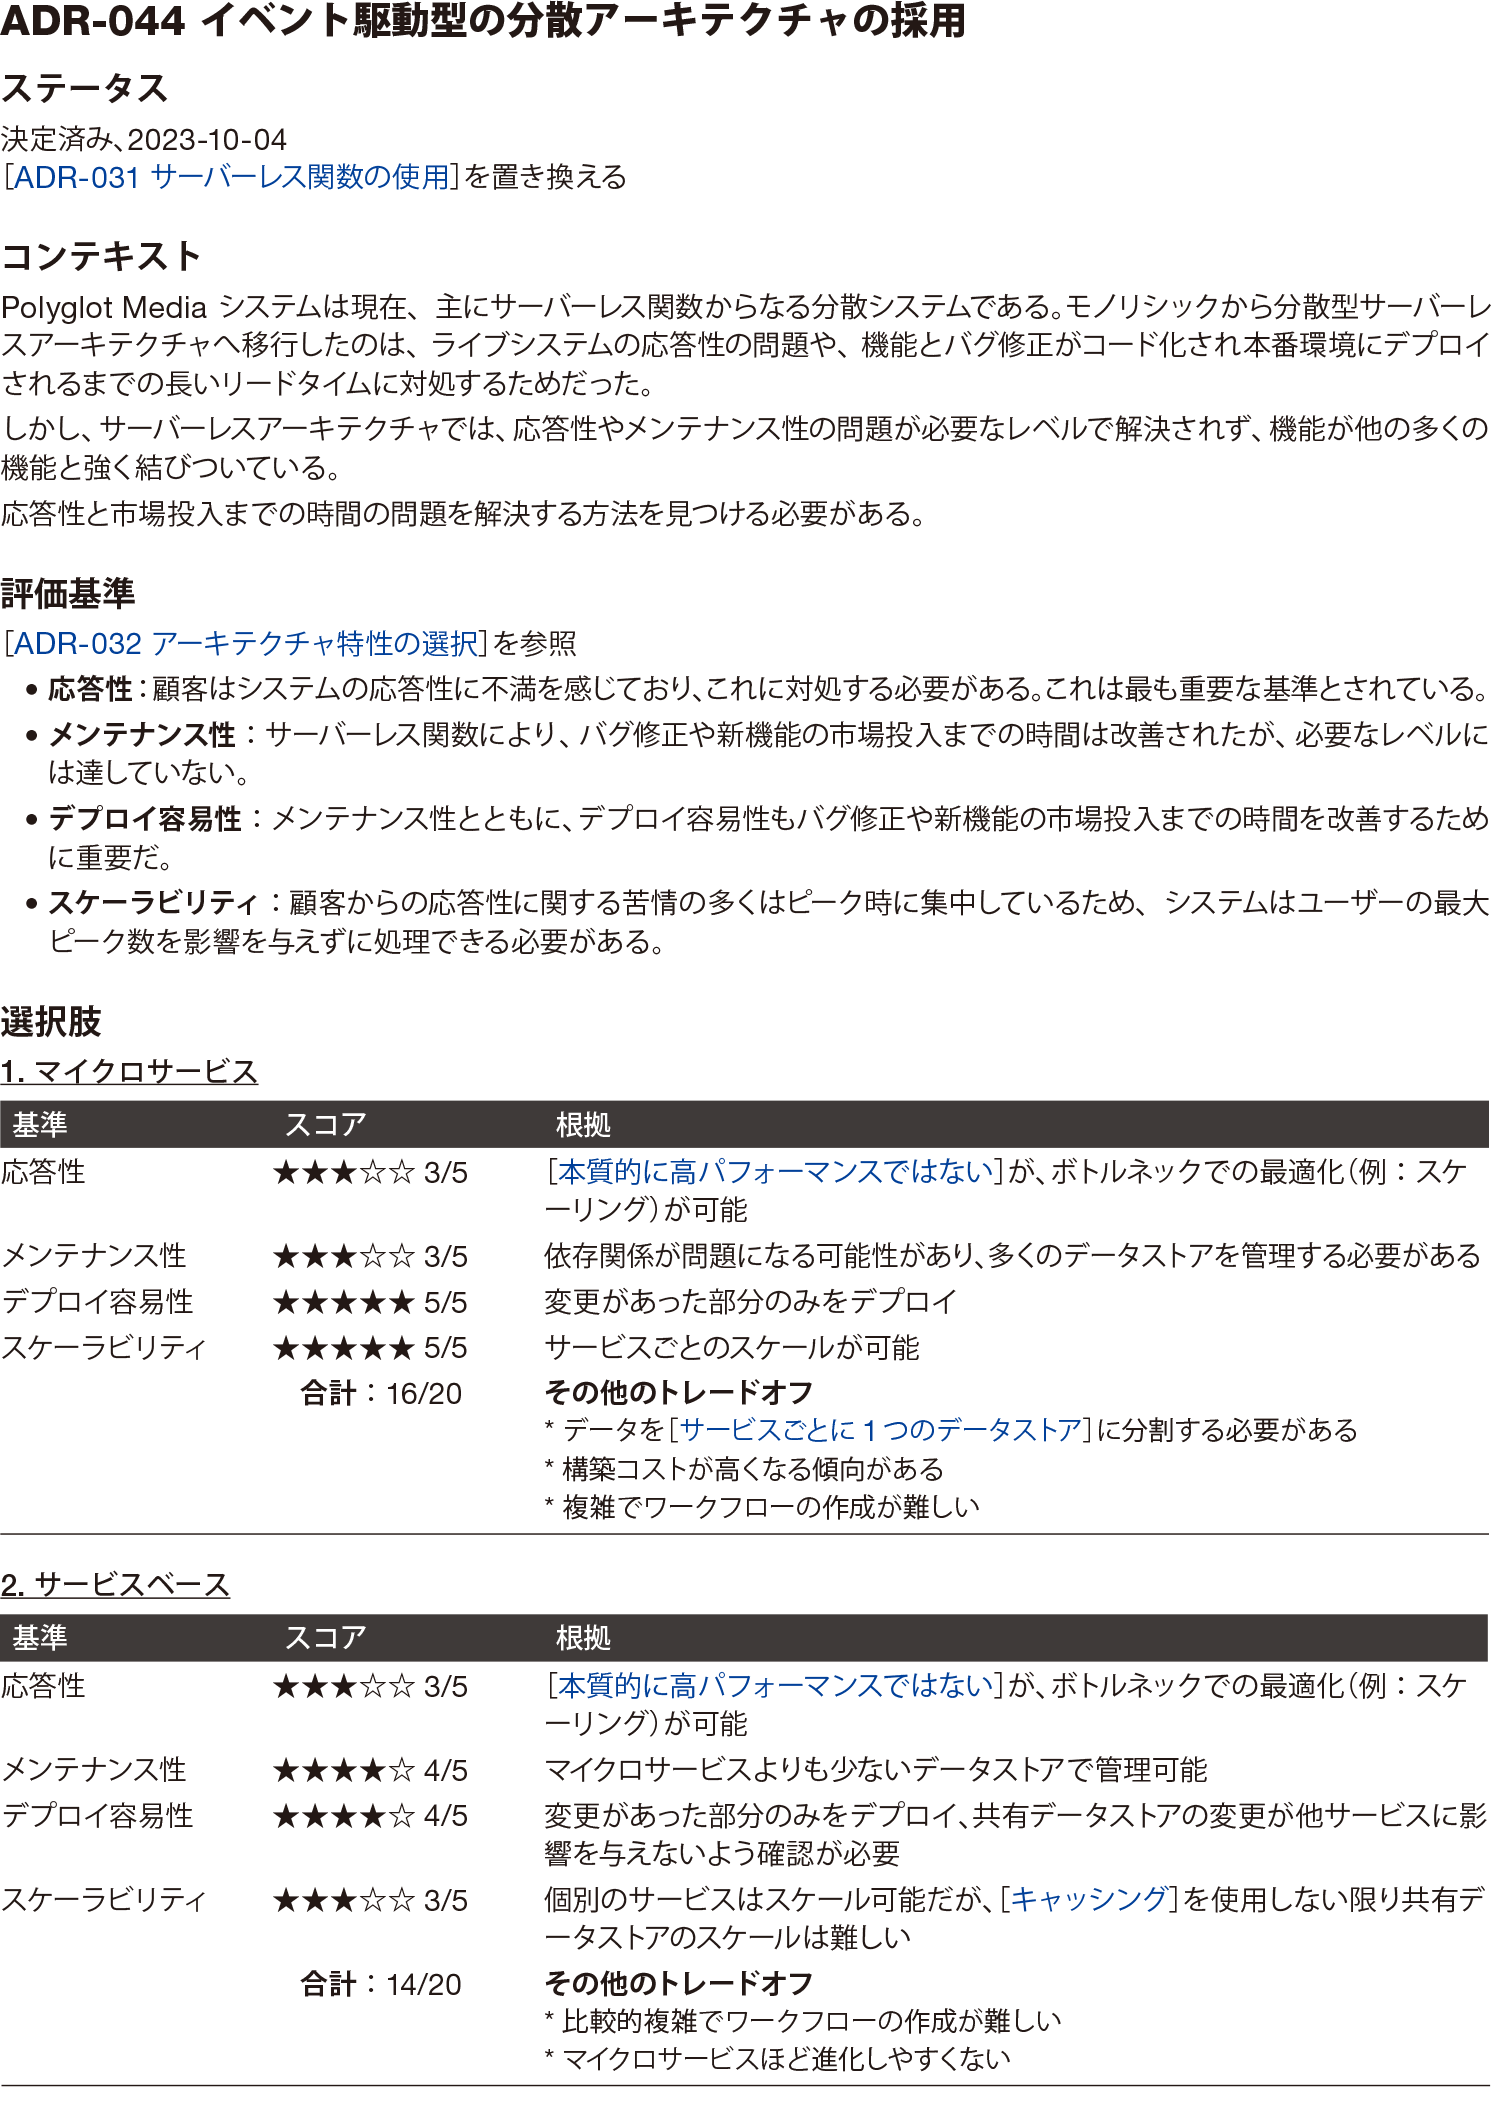 ADR-044 イベント駆動型の分散アーキテクチャの採用
ステータス
決定済み、2023-10-04
［ADR-031 サーバーレス関数の使用］を置き換える
コンテキスト
Polyglot Media システムは現在、主にサーバーレス関数からなる分散システムである。モノリシックから分散型サーバーレ
スアーキテクチャへ移行したのは、ライブシステムの応答性の問題や、機能とバグ修正がコード化され本番環境にデプロイ
されるまでの長いリードタイムに対処するためだった。
しかし、サーバーレスアーキテクチャでは、応答性やメンテナンス性の問題が必要なレベルで解決されず、機能が他の多くの
機能と強く結びついている。
応答性と市場投入までの時間の問題を解決する方法を見つける必要がある。
評価基準
［ADR-032 アーキテクチャ特性の選択］を参照
• 応答性：顧客はシステムの応答性に不満を感じており、これに対処する必要がある。これは最も重要な基準とされている。
• メンテナンス性：サーバーレス関数により、バグ修正や新機能の市場投入までの時間は改善されたが、必要なレベルに
は達していない。
• デプロイ容易性：メンテナンス性とともに、デプロイ容易性もバグ修正や新機能の市場投入までの時間を改善するため
に重要だ。
• スケーラビリティ：顧客からの応答性に関する苦情の多くはピーク時に集中しているため、システムはユーザーの最大
ピーク数を影響を与えずに処理できる必要がある。
選択肢
1. マイクロサービス
基準 スコア 根拠
応答性 ★★★☆☆ 3/5 ［本質的に高パフォーマンスではない］が、ボトルネックでの最適化（例：スケ
ーリング）が可能
メンテナンス性 ★★★☆☆ 3/5 依存関係が問題になる可能性があり、多くのデータストアを管理する必要がある
デプロイ容易性 ★★★★★ 5/5 変更があった部分のみをデプロイ
スケーラビリティ ★★★★★ 5/5 サービスごとのスケールが可能
合計：16/20 その他のトレードオフ
* データを［サービスごとに 1 つのデータストア］に分割する必要がある
* 構築コストが高くなる傾向がある
* 複雑でワークフローの作成が難しい
2. サービスベース
基準 スコア 根拠
応答性 ★★★☆☆ 3/5 ［本質的に高パフォーマンスではない］が、ボトルネックでの最適化（例：スケ
ーリング）が可能
メンテナンス性 ★★★★☆ 4/5 マイクロサービスよりも少ないデータストアで管理可能
デプロイ容易性 ★★★★☆ 4/5 変更があった部分のみをデプロイ、共有データストアの変更が他サービスに影
響を与えないよう確認が必要
スケーラビリティ ★★★☆☆ 3/5 個別のサービスはスケール可能だが、［キャッシング］を使用しない限り共有デ
ータストアのスケールは難しい
合計：14/20 その他のトレードオフ
* 比較的複雑でワークフローの作成が難しい
* マイクロサービスほど進化しやすくない